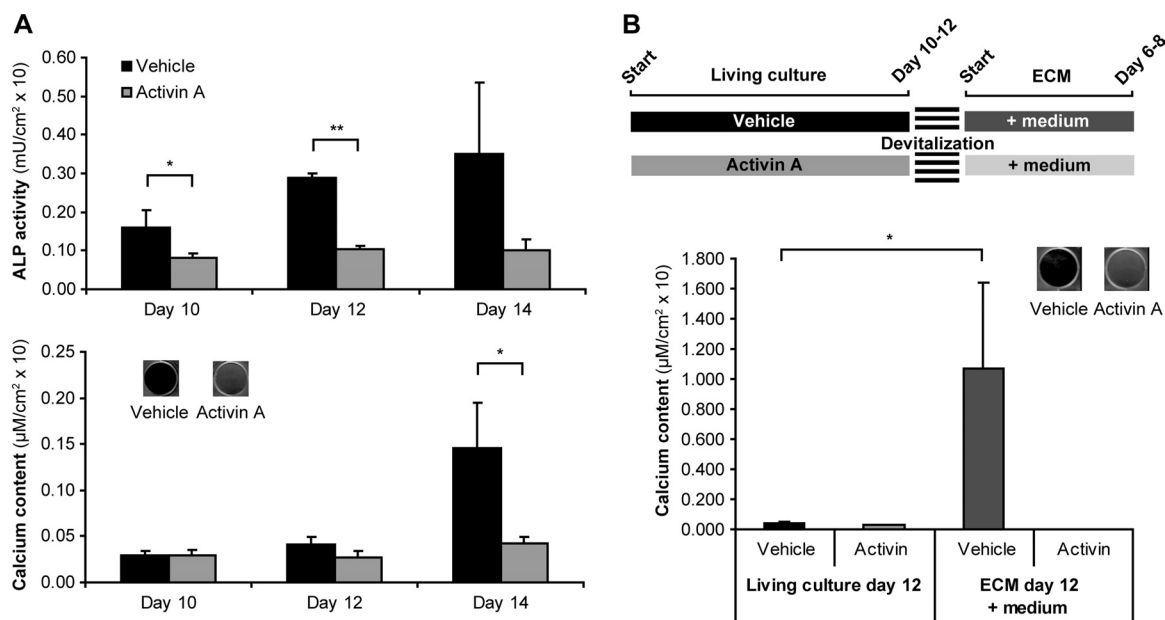 A
0.60
0.50
0.40
0.30
0.20
0.10
0.00
ALP activity (mU/cm² x 10)
Vehicle
Activin A
*
**
Day 10
Day 12
Day 14
0.25
0.20
0.15
0.10
0.05
0.00
Calcium content (µM/cm² x 10)
Vehicle
Activin A
*
Day 10
Day 12
Day 14
B
Start
Living culture
Day 10-12
Start
ECM
Day 6-8
Vehicle
+ medium
Devitalization
Activin A
+ medium
*
1.800
1.600
1.400
1.200
1.000
0.800
0.600
0.400
0.200
0.000
Calcium content (µM/cm² x 10)
Vehicle
Activin A
Vehicle
Activin
Vehicle
Activin
Living culture day 12
ECM day 12
+ medium